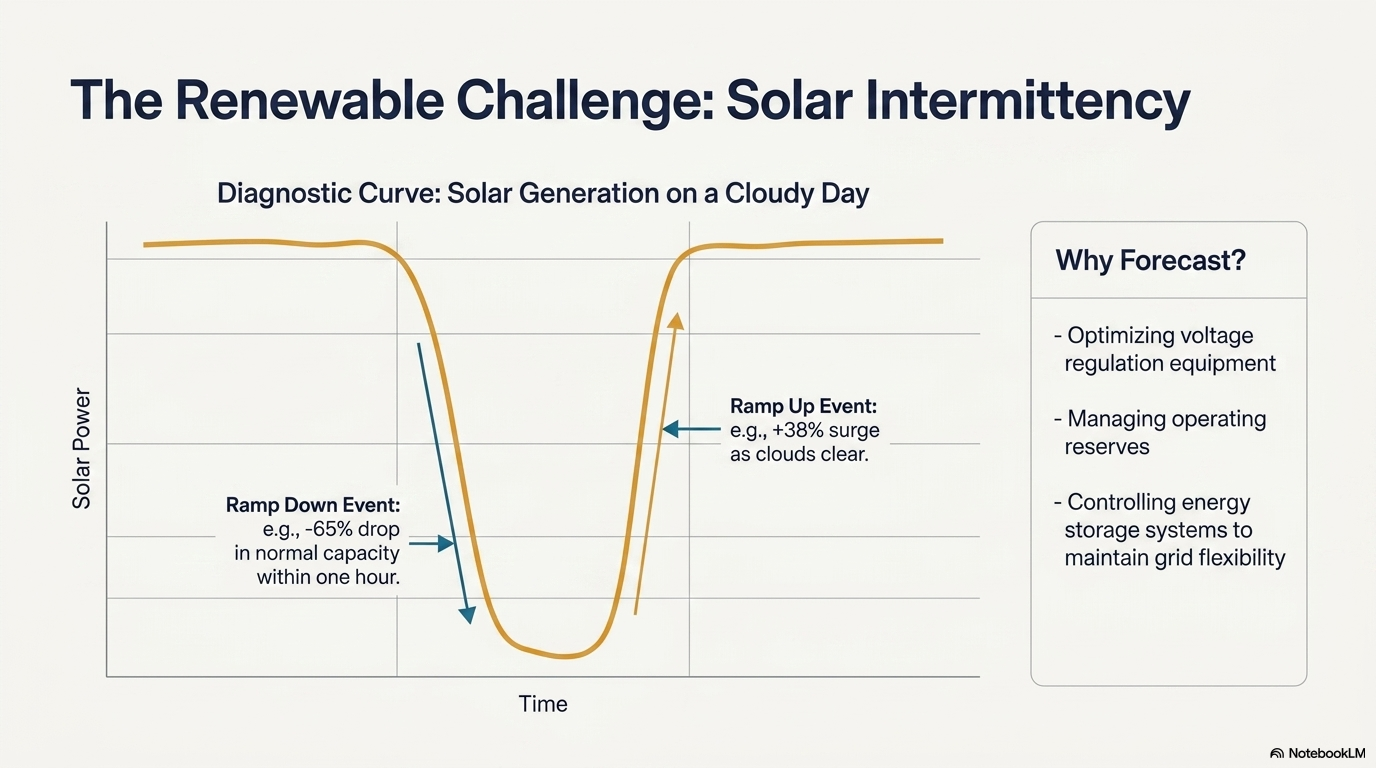 The Renewable Challenge: Solar Intermittency
Diagnostic Curve: Solar Generation on a Cloudy Day
Solar Power
Ramp Down Event:
e.g., -65% drop
in normal capacity
within one hour.
Ramp Up Event:
e.g., +38% surge
as clouds clear.
Time
Why Forecast?
- Optimizing voltage
regulation equipment
- Managing operating
reserves
- Controlling energy
storage systems to
maintain grid flexibility
NotebookLM